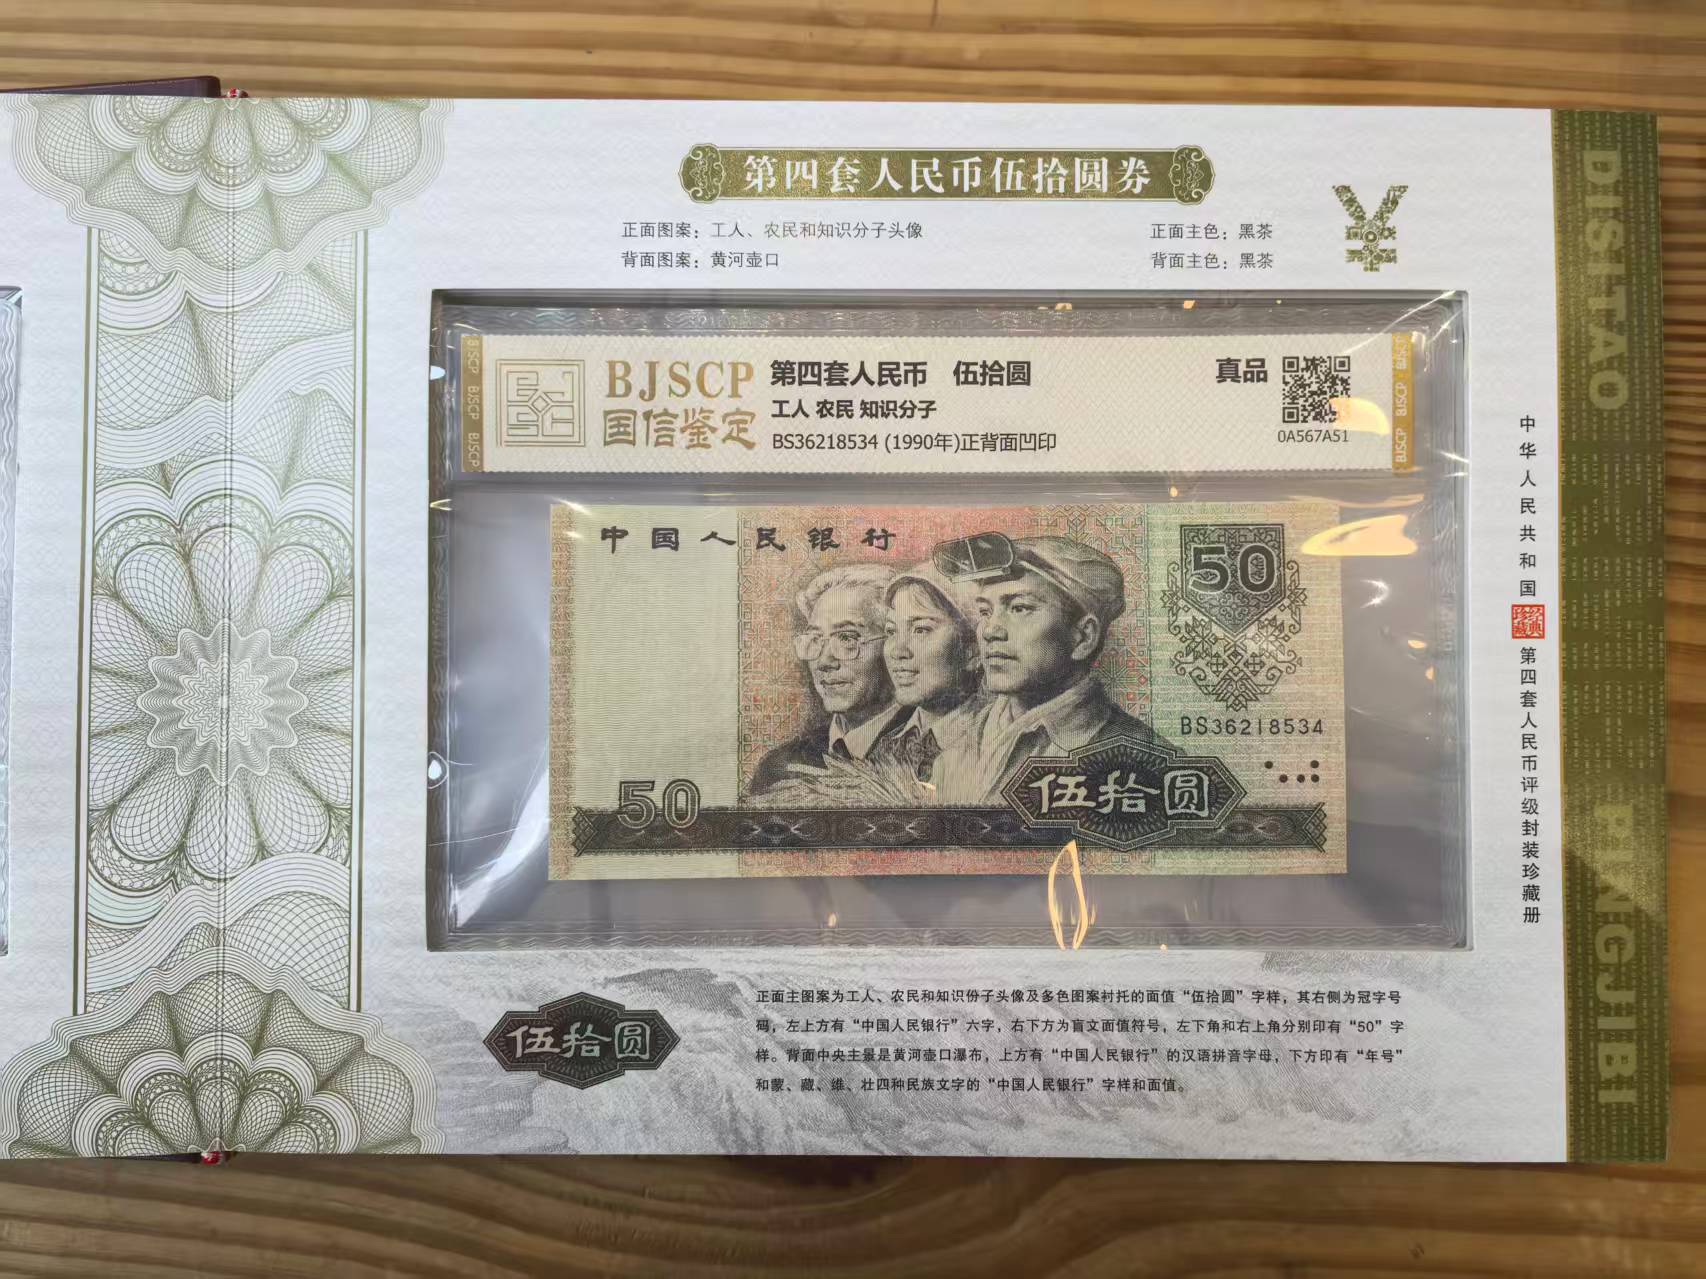 第四套人民币伍拾圆券
正面图案：工人、农民和知识分子头像
背面图案：黄河壶口
正面主色：黑茶
背面主色：黑茶
BJSCP
国信鉴定
第四套人民币 伍拾圆
工人 农民 知识分子
BS36218534 (1990年)正背面凹印
真品
0A567A51
BJSCP BJSCP BJSCP
BJSCP BJSCP BJSCP
中国人民银行
50
BS36218534
50
伍拾圆
伍拾圆
正面主图案为工人、农民和知识份子头像及多色图案衬托的面值“伍拾圆”字样，其右侧为冠字号
码，左上方有“中国人民银行”六字，右下方为盲文面值符号，左下角和右上角分别印有“50”字
样。背面中央主景是黄河壶口瀑布，上方有“中国人民银行”的汉语拼音字母，下方印有“年号”
和蒙、藏、维、壮四种民族文字的“中国人民银行”字样和面值。
中华人民共和国
经典珍藏
第四套人民币评级封装珍藏册
DISITAO
RENMINGJIBI